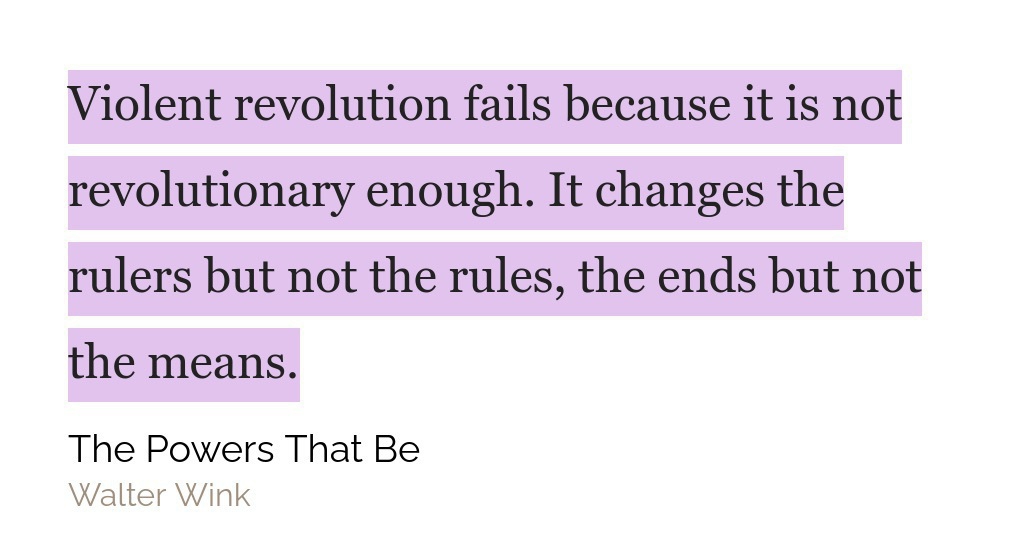 Violent revolution fails because it is not
revolutionary enough. It changes the
rulers but not the rules, the ends but not
the means.
The Powers That Be
Walter Wink